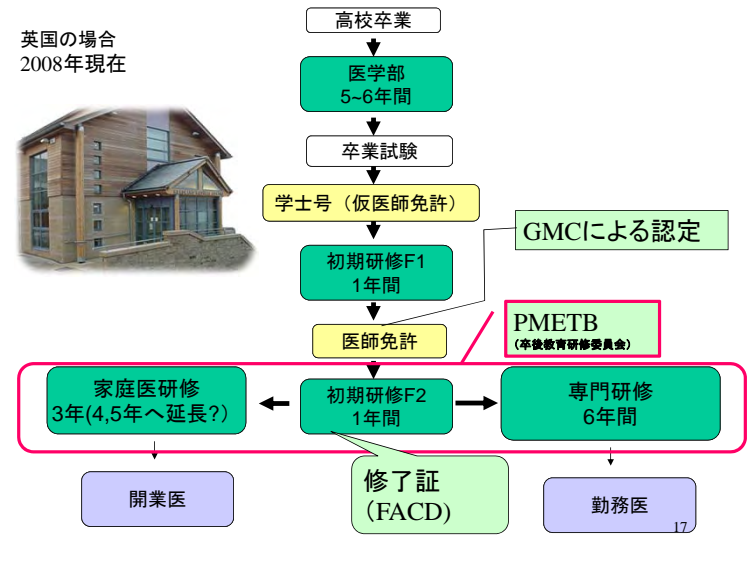 高校卒業
英国の場合
2008年現在
医学部
5~6年間
卒業試験
学士号（仮医師免許）
GMCによる認定
初期研修F1
1年間
PMETB
（卒後教育研修委員会）
医師免許
家庭医研修
3年(4,5年へ延長?）
初期研修F2
1年間
専門研修
6年間
修了証
（FACD)
開業医
勤務医
17